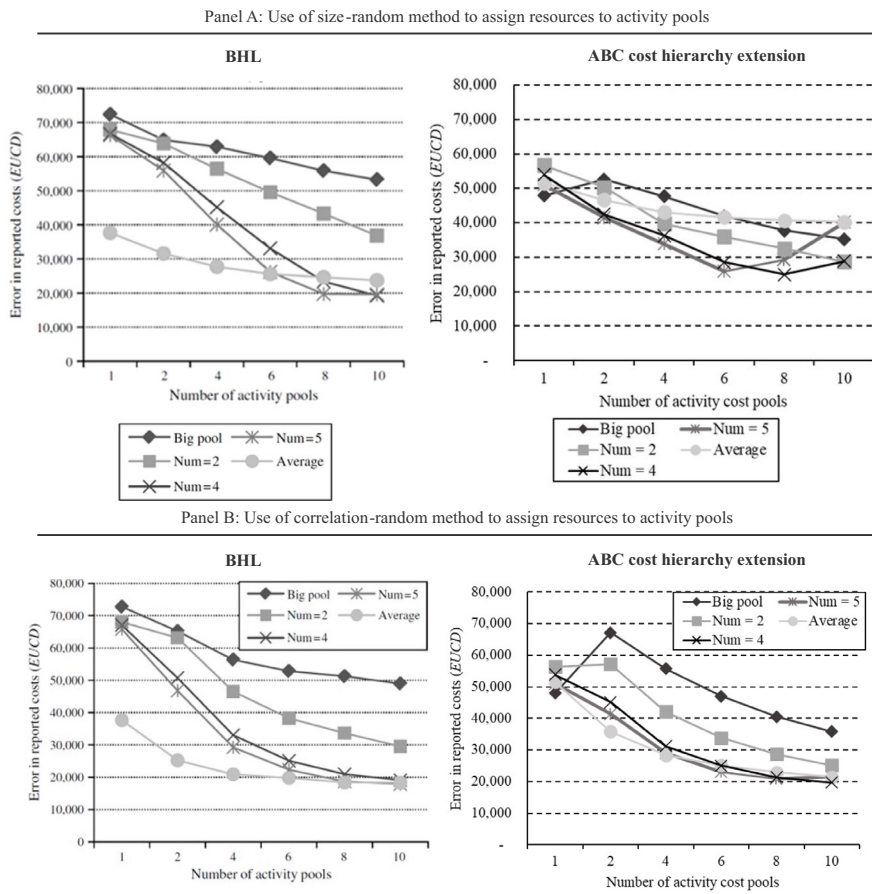 Panel A: Use of size-random method to assign resources to activity pools
BHL
80,000
70,000
60,000
50,000
40,000
30,000
20,000
10,000
0
Error in reported costs (EUCD)
1 2 4 6 8 10
Number of activity pools
Big pool Num=5
Num=2 Average
Num=4
ABC cost hierarchy extension
80,000
70,000
60,000
50,000
40,000
30,000
20,000
10,000
-
Error in reported costs (EUCD)
1 2 4 6 8 10
Number of activity cost pools
Big pool Num = 5
Num = 2 Average
Num = 4
Panel B: Use of correlation-random method to assign resources to activity pools
BHL
80,000
70,000
60,000
50,000
40,000
30,000
20,000
10,000
0
Error in reported costs (EUCD)
Big pool Num=5
Num=2 Average
Num=4
1 2 4 6 8 10
Number of activity pools
ABC cost hierarchy extension
80,000
70,000
60,000
50,000
40,000
30,000
20,000
10,000
-
Error in reported costs (EUCD)
Big pool Num = 5
Num = 2 Average
Num = 4
1 2 4 6 8 10
Number of activity cost pools